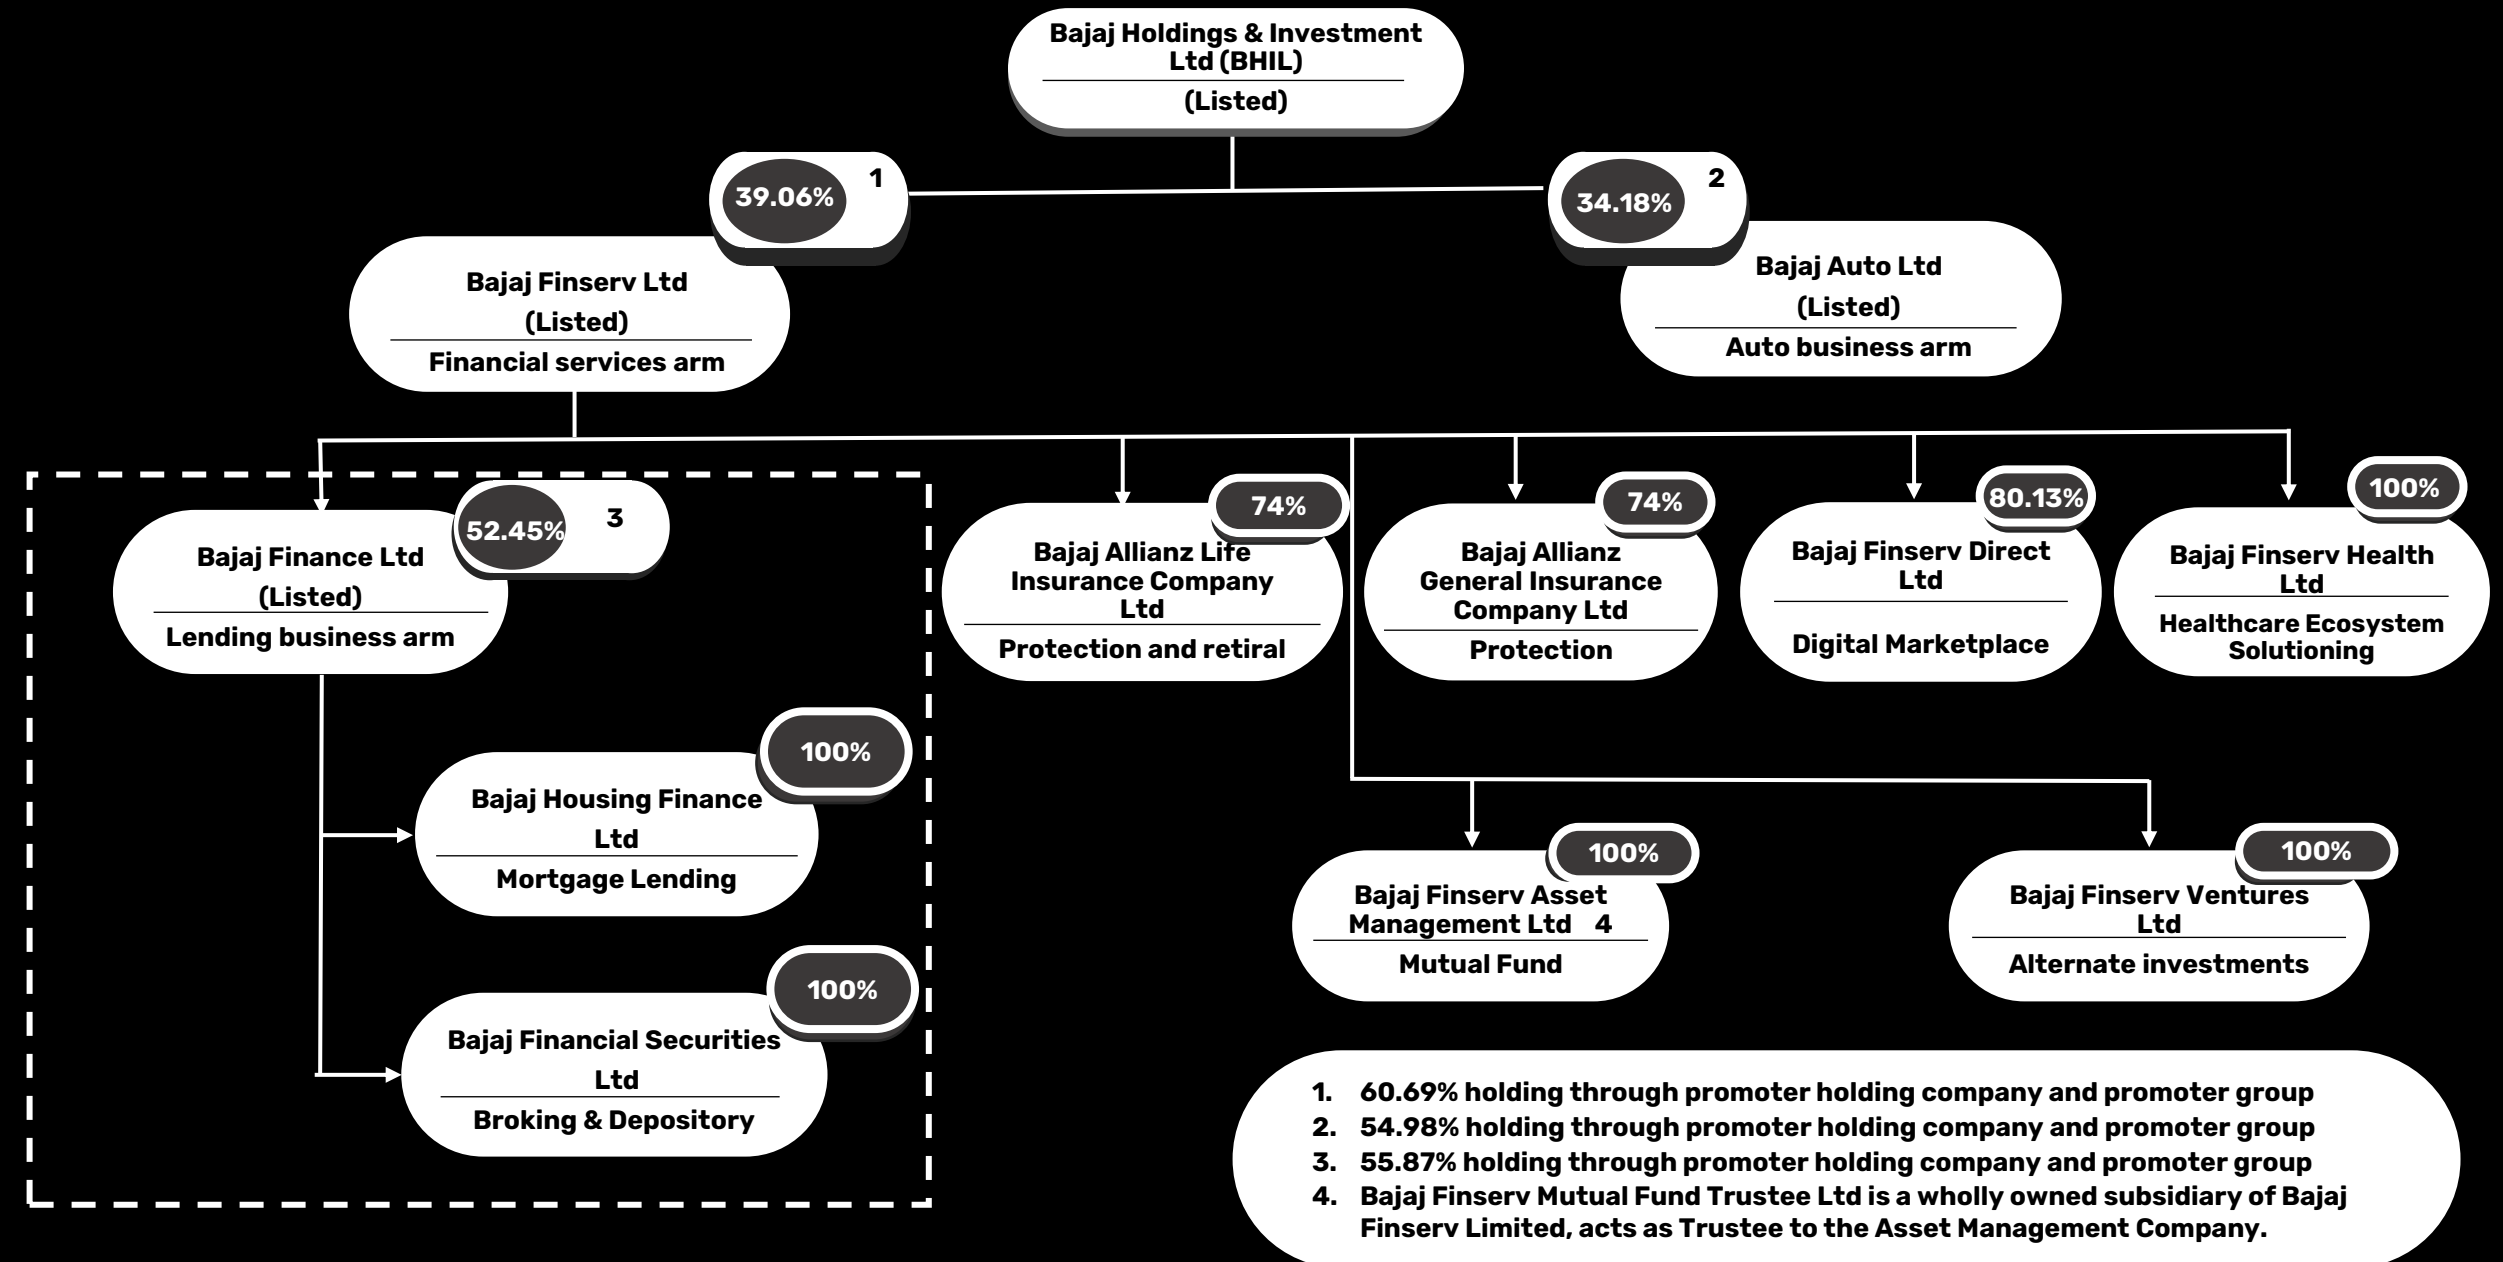 Bajaj Holdings & Investment
Ltd (BHIL)
(Listed)
39.06%
1
34.18%
2
Bajaj Finserv Ltd
(Listed)
Financial services arm
Bajaj Auto Ltd
(Listed)
Auto business arm
52.45%
3
Bajaj Finance Ltd
(Listed)
Lending business arm
74%
Bajaj Allianz Life
Insurance Company
Ltd
Protection and retiral
74%
Bajaj Allianz
General Insurance
Company Ltd
Protection
80.13%
Bajaj Finserv Direct
Ltd
Digital Marketplace
100%
Bajaj Finserv Health
Ltd
Healthcare Ecosystem
Solutioning
100%
Bajaj Housing Finance
Ltd
Mortgage Lending
100%
Bajaj Finserv Asset
Management Ltd 4
Mutual Fund
100%
Bajaj Finserv Ventures
Ltd
Alternate investments
100%
Bajaj Financial Securities
Ltd
Broking & Depository
1. 60.69% holding through promoter holding company and promoter group
2. 54.98% holding through promoter holding company and promoter group
3. 55.87% holding through promoter holding company and promoter group
4. Bajaj Finserv Mutual Fund Trustee Ltd is a wholly owned subsidiary of Bajaj
Finserv Limited, acts as Trustee to the Asset Management Company.